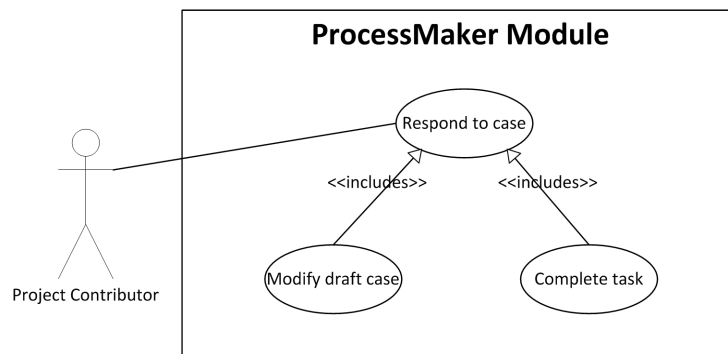 ProcessMaker Module
Respond to case
<<includes>>
<<includes>>
Modify draft case
Complete task
Project Contributor